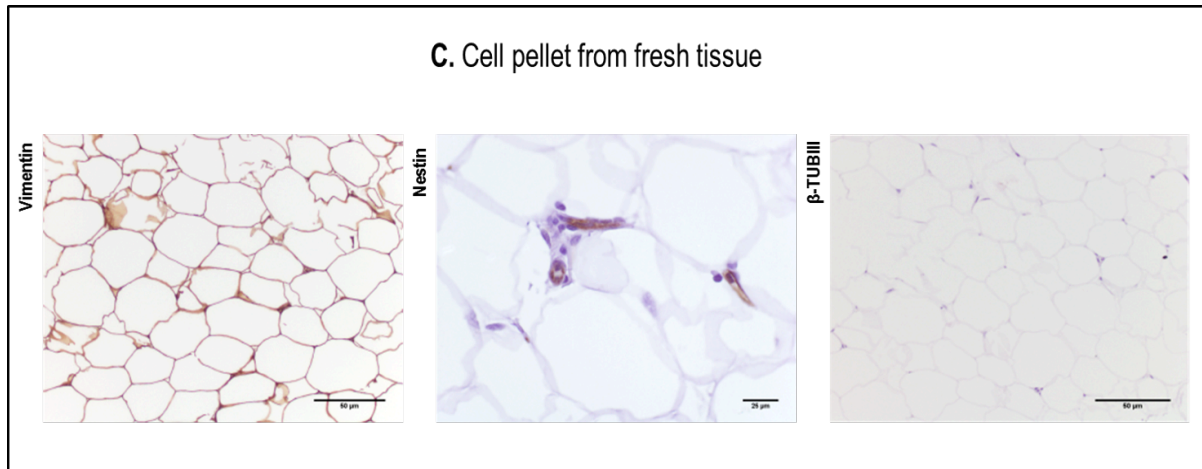 C. Cell pellet from fresh tissue
Vimentin
50 µm
Nestin
25 µm
β-TUBIII
50 µm